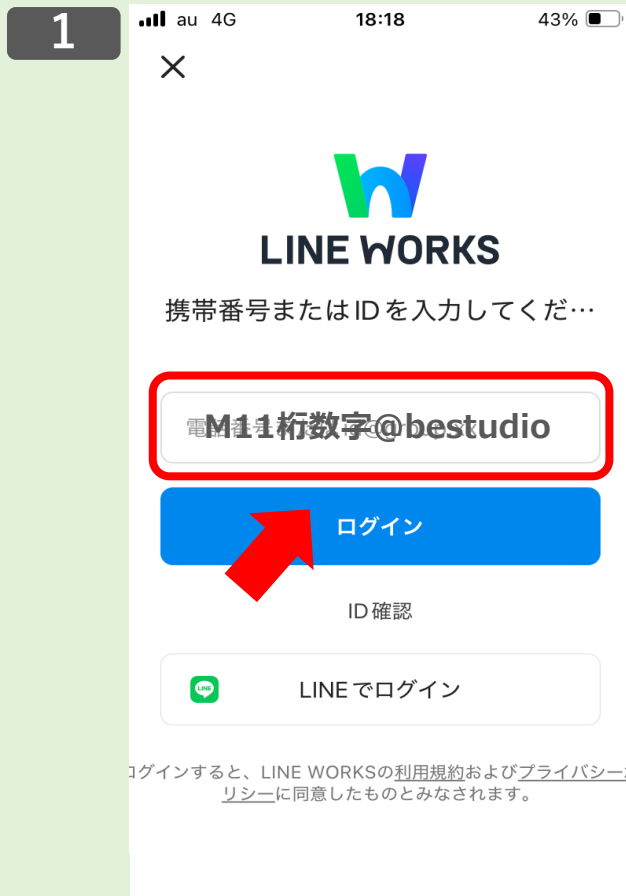 1
au 4G 18:18 43%
LINE WORKS
携帯番号またはIDを入力してくだ…
M11桁数字@bestudio
ログイン
ID確認
LINE
LINEでログイン
グインすると、LINE WORKSの利用規約およびプライバシー
リシーに同意したものとみなされます。